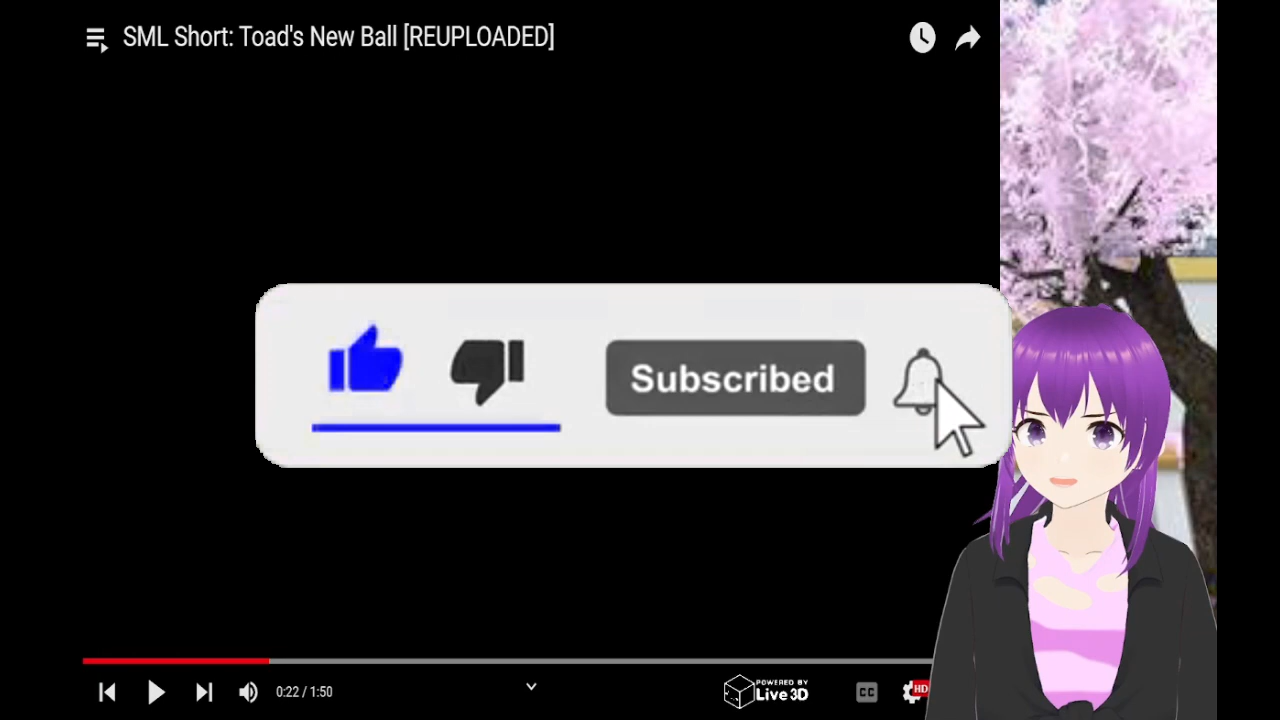 SML Short: Toad's New Ball [REUPLOADED]
Subscribed
0:22 / 1:50
POWERED BY
Live3D
CC
HD